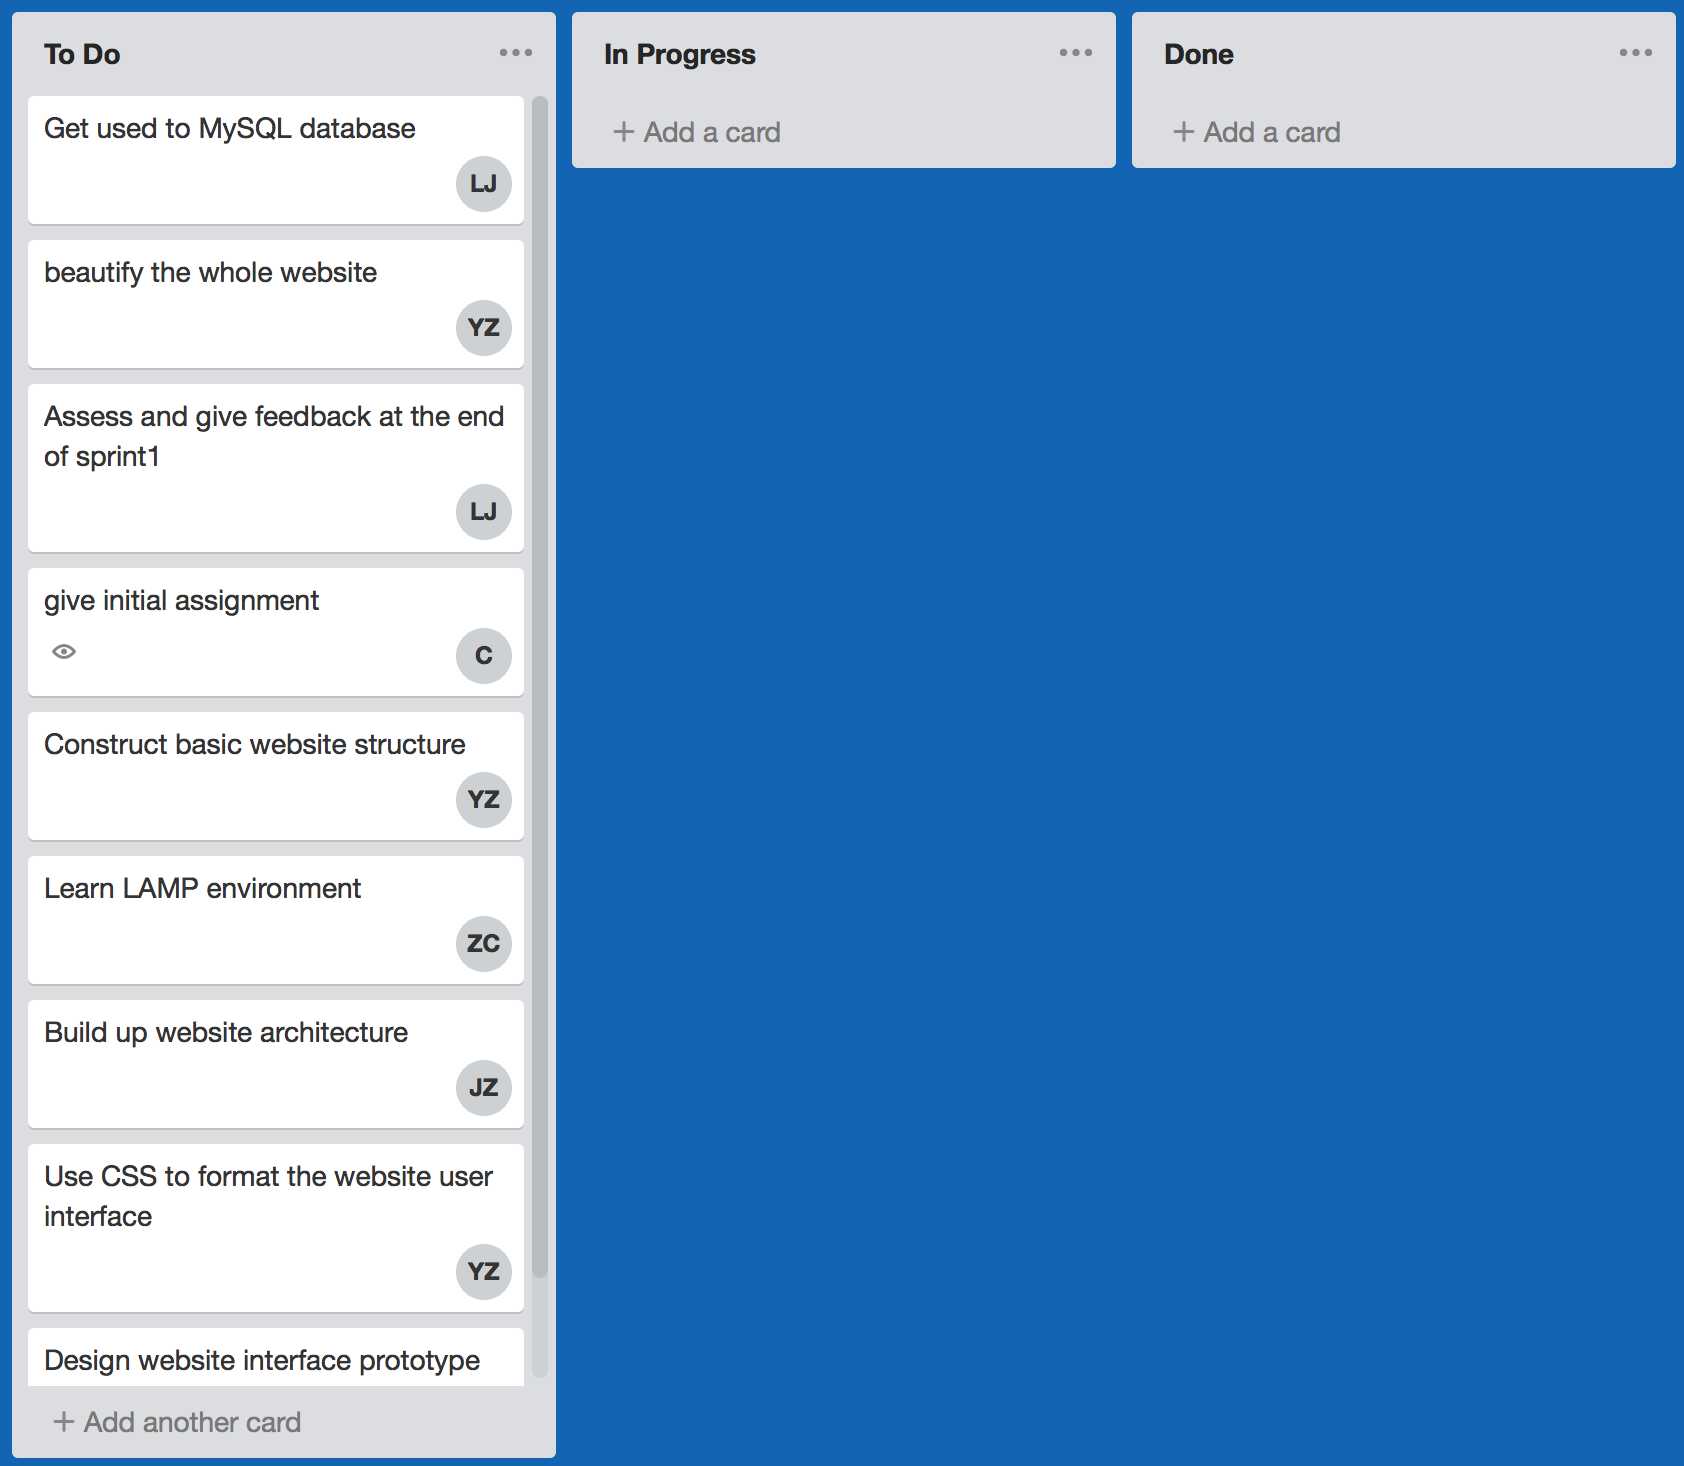 To Do
Get used to MySQL database
LJ
beautify the whole website
YZ
Assess and give feedback at the end
of sprint1
LJ
give initial assignment
C
Construct basic website structure
YZ
Learn LAMP environment
ZC
Build up website architecture
JZ
Use CSS to format the website user
interface
YZ
Design website interface prototype
+ Add another card
In Progress
+ Add a card
Done
+ Add a card